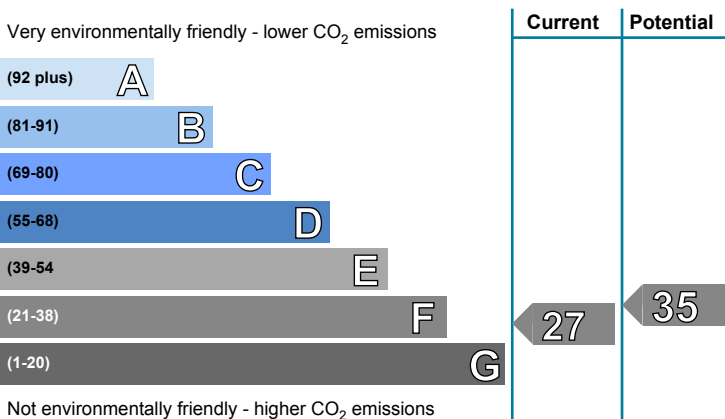 Current Potential
Very environmentally friendly - lower CO₂ emissions
(92 plus) A
(81-91) B
(69-80) C
(55-68) D
(39-54 E
(21-38) F
27 35
(1-20) G
Not environmentally friendly - higher CO₂ emissions